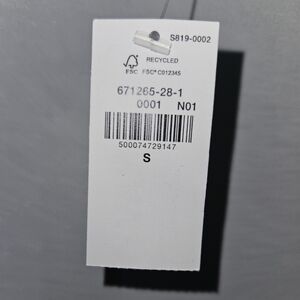 S819-0002
RECYCLED
FSC FSC® C012345
671265-28-1
0001 N01
500074729147
S